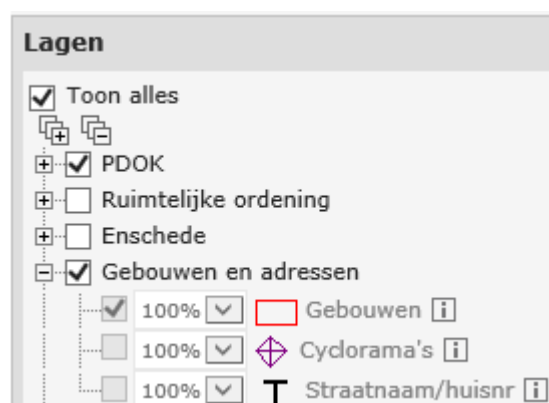 Lagen
Toon alles
PDOK
Ruimtelijke ordening
Enschede
Gebouwen en adressen
100% Gebouwen i
100% Cyclorama's i
100% T Straatnaam/huisnr i